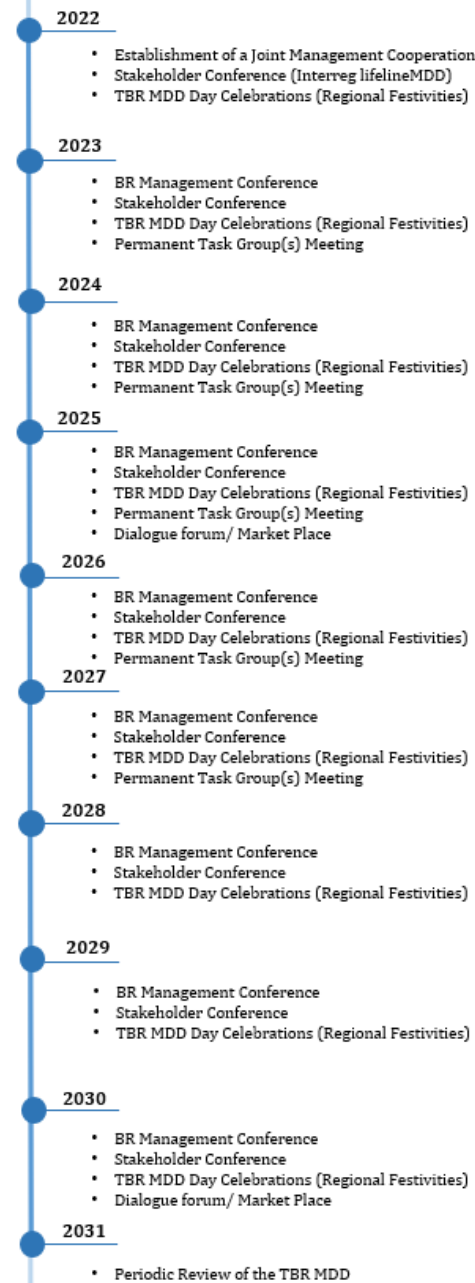 2022
• Establishment of a Joint Management Cooperation
• Stakeholder Conference (Interreg lifelineMDD)
• TBR MDD Day Celebrations (Regional Festivities)
2023
• BR Management Conference
• Stakeholder Conference
• TBR MDD Day Celebrations (Regional Festivities)
• Permanent Task Group(s) Meeting
2024
• BR Management Conference
• Stakeholder Conference
• TBR MDD Day Celebrations (Regional Festivities)
• Permanent Task Group(s) Meeting
2025
• BR Management Conference
• Stakeholder Conference
• TBR MDD Day Celebrations (Regional Festivities)
• Permanent Task Group(s) Meeting
• Dialogue forum/ Market Place
2026
• BR Management Conference
• Stakeholder Conference
• TBR MDD Day Celebrations (Regional Festivities)
• Permanent Task Group(s) Meeting
2027
• BR Management Conference
• Stakeholder Conference
• TBR MDD Day Celebrations (Regional Festivities)
• Permanent Task Group(s) Meeting
2028
• BR Management Conference
• Stakeholder Conference
• TBR MDD Day Celebrations (Regional Festivities)
2029
• BR Management Conference
• Stakeholder Conference
• TBR MDD Day Celebrations (Regional Festivities)
2030
• BR Management Conference
• Stakeholder Conference
• TBR MDD Day Celebrations (Regional Festivities)
• Dialogue forum/ Market Place
2031
• Periodic Review of the TBR MDD